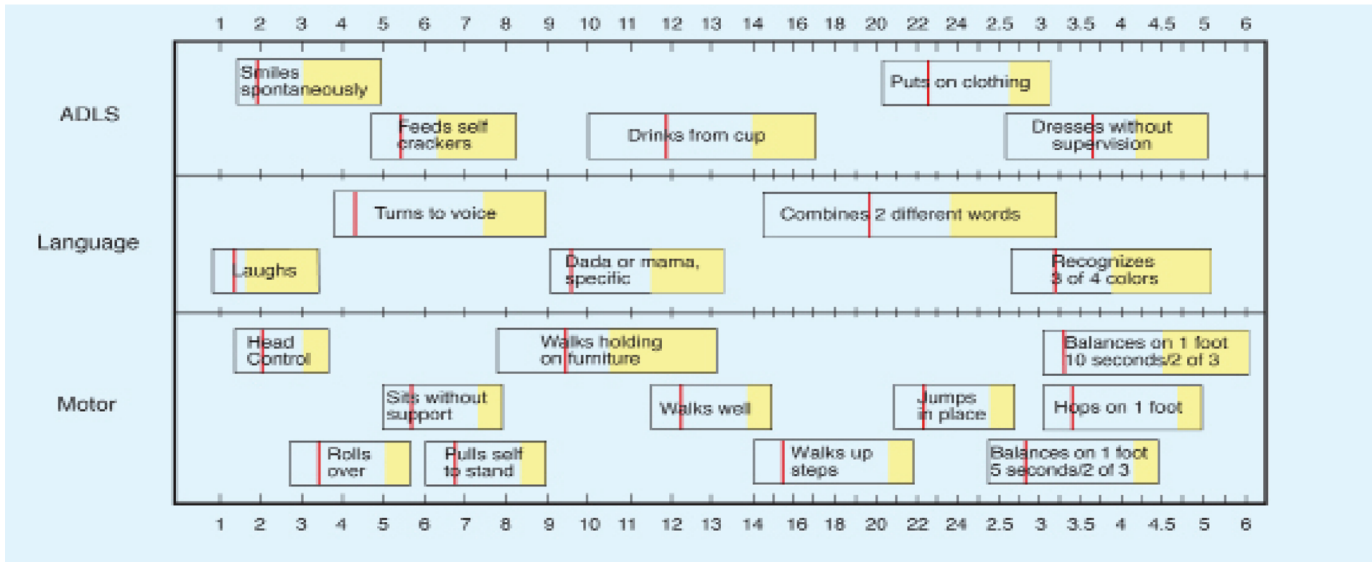 1 2 3 4 5 6 7 8 9 10 11 12 13 14 16 18 20 22 24 2.5 3 3.5 4 4.5 5 6
ADLS
Smiles
spontaneously
Puts on clothing
Feeds self
crackers
Drinks from cup
Dresses without
supervision
Language
Turns to voice
Combines 2 different words
Laughs
Dada or mama,
specific
Recognizes
3 of 4 colors
Motor
Head
Control
Walks holding
on furniture
Balances on 1 foot
10 seconds/2 of 3
Sits without
support
Walks well
Jumps
in place
Hops on 1 foot
Rolls
over
Pulls self
to stand
Walks up
steps
Balances on 1 foot
5 seconds/2 of 3
1 2 3 4 5 6 7 8 9 10 11 12 13 14 16 18 20 22 24 2.5 3 3.5 4 4.5 5 6